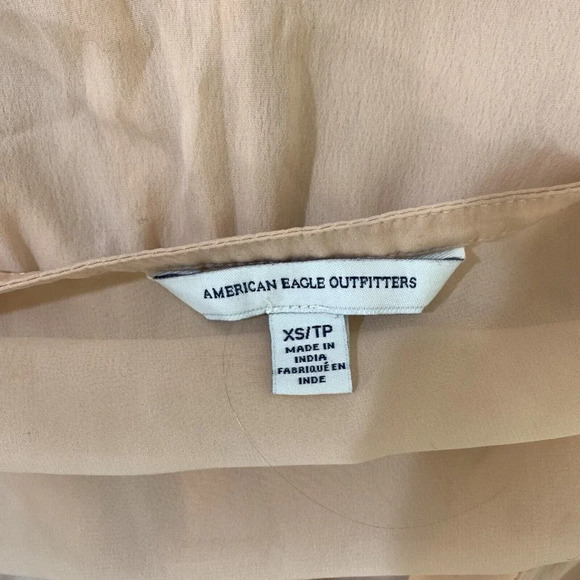 AMERICAN EAGLE OUTFITTERS
XS/TP
MADE IN
INDIA
FABRIQUÉ EN
INDE